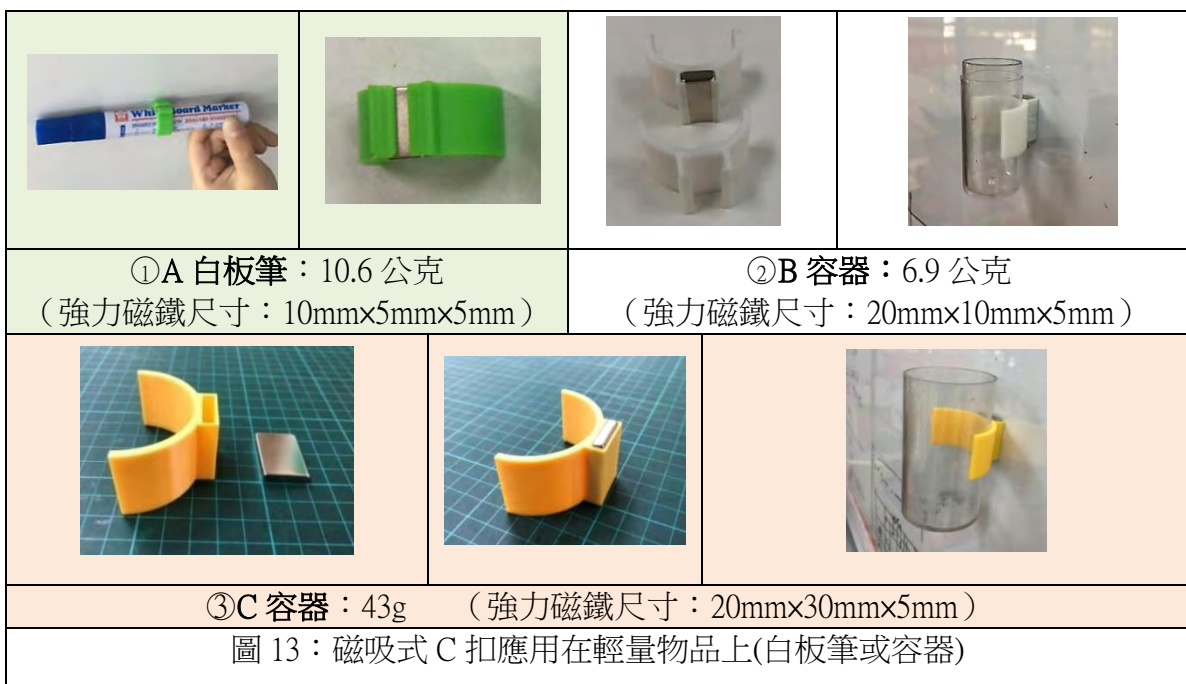 White Board Marker
①A 白板筆：10.6 公克
（強力磁鐵尺寸：10mm×5mm×5mm）
②B 容器：6.9 公克
（強力磁鐵尺寸：20mm×10mm×5mm）
③C 容器：43g （強力磁鐵尺寸：20mm×30mm×5mm）
圖 13：磁吸式 C 扣應用在輕量物品上(白板筆或容器)